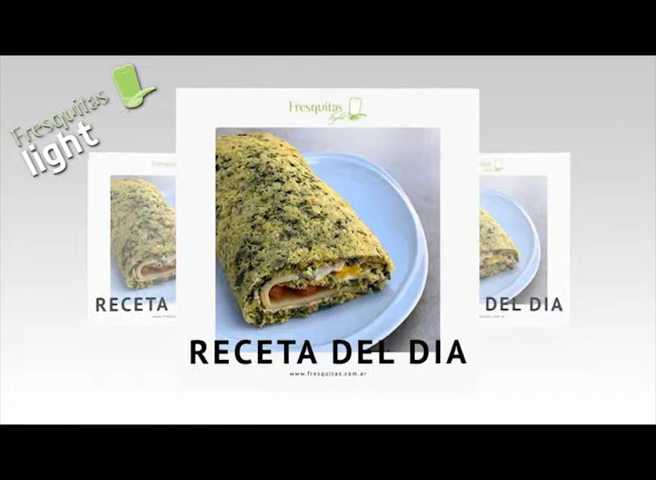 Fresquitas
light
Fresquitas
light
RECETA DEL DIA
www.fresquitas.com.ar
RECETA
DEL DIA